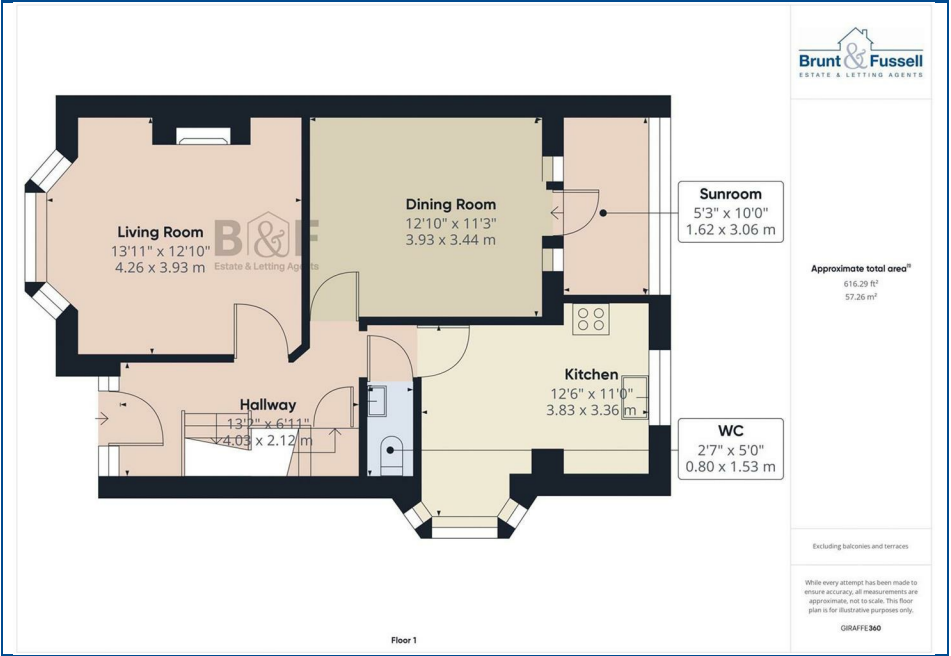 Brunt & Fussell
ESTATE & LETTING AGENTS
Living Room
13'11" x 12'10"
4.26 x 3.93 m
B&F
Estate & Letting Agents
Dining Room
12'10" x 11'3"
3.93 x 3.44 m
Sunroom
5'3" x 10'0"
1.62 x 3.06 m
Approximate total area⁽¹⁾
616.29 ft²
57.26 m²
Kitchen
12'6" x 11'0"
3.83 x 3.36 m
Hallway
13'2" x 6'11"
4.03 x 2.12 m
WC
2'7" x 5'0"
0.80 x 1.53 m
Excluding balconies and terraces
While every attempt has been made to
ensure accuracy, all measurements are
approximate, not to scale. This floor
plan is for illustrative purposes only.
GIRAFFE360
Floor 1